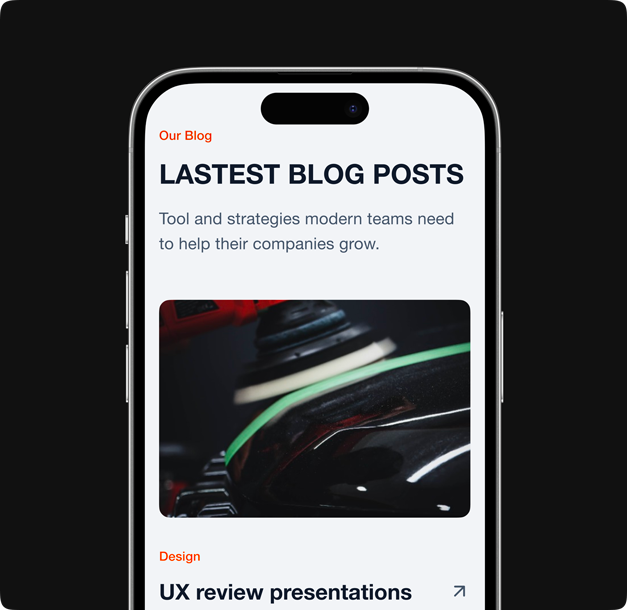 Our Blog
LASTEST BLOG POSTS
Tool and strategies modern teams need
to help their companies grow.
Design
UX review presentations